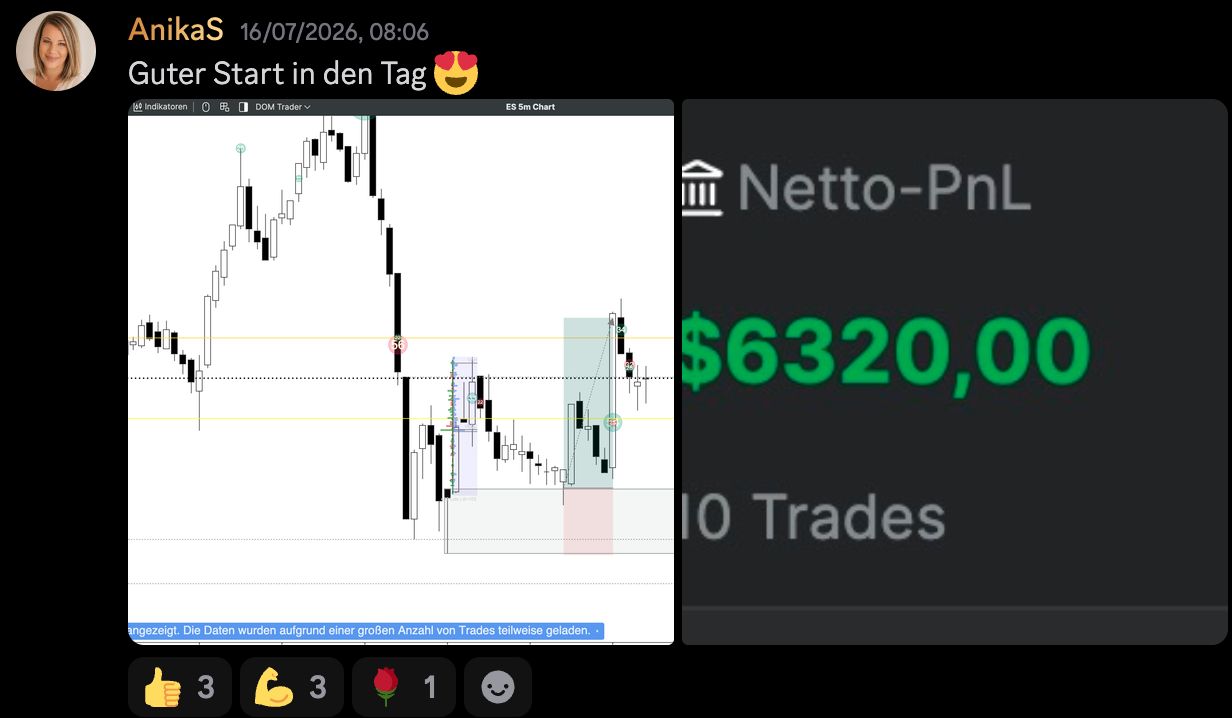 AnikaS 16/07/2026, 08:06
Guter Start in den Tag
Indikatoren DOM Trader ES 5m Chart
56
34
angezeigt. Die Daten wurden aufgrund einer großen Anzahl von Trades teilweise geladen.
Netto-PnL
$6320,00
10 Trades
3 3 1